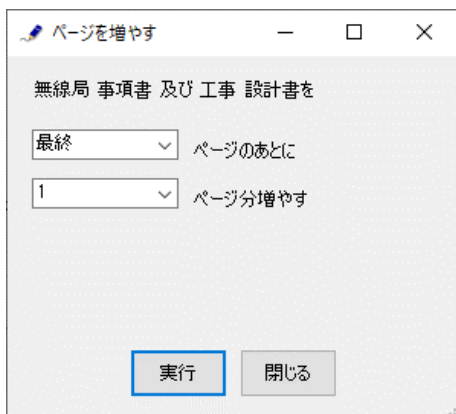 ページを増やす
無線局 事項書 及び 工事 設計書を
最終 ページのあとに
1 ページ分増やす
実行 閉じる